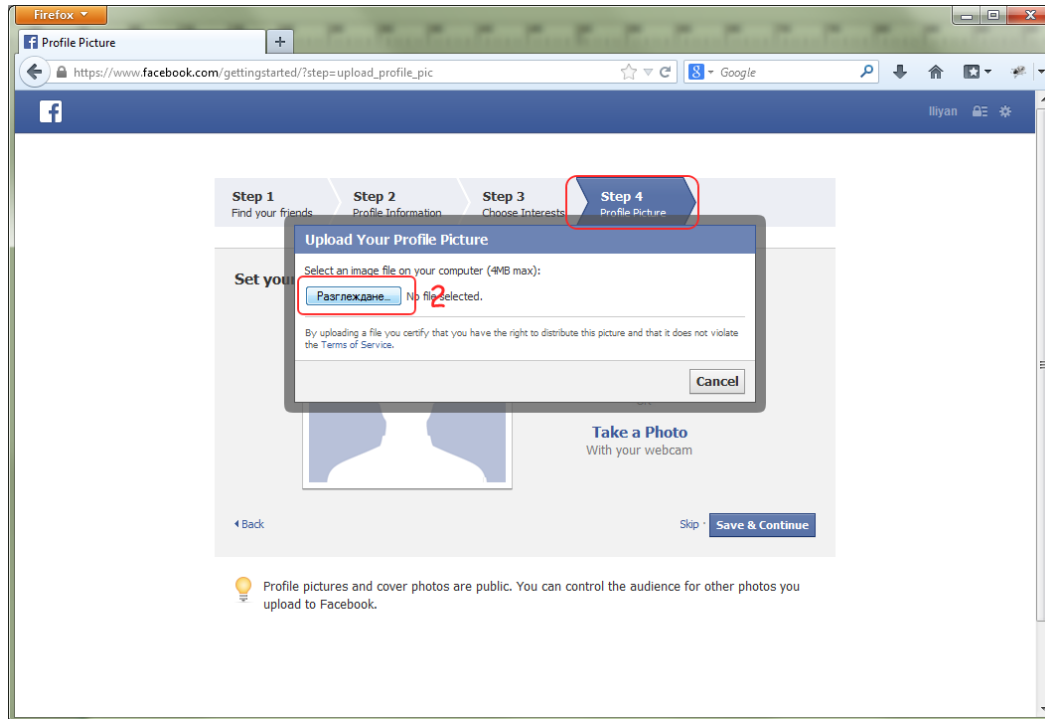 Firefox
Profile Picture
+
https://www.facebook.com/gettingstarted/?step=upload_profile_pic
8 Google
f
Iliyan
Step 1 Step 2 Step 3 Step 4
Find your friends Profile Information Choose Interests Profile Picture
Upload Your Profile Picture
Set your
Select an image file on your computer (4MB max):
Разглеждане... No file selected.
2
By uploading a file you certify that you have the right to distribute this picture and that it does not violate
the Terms of Service.
Cancel
Take a Photo
With your webcam
Back
Skip · Save & Continue
Profile pictures and cover photos are public. You can control the audience for other photos you
upload to Facebook.